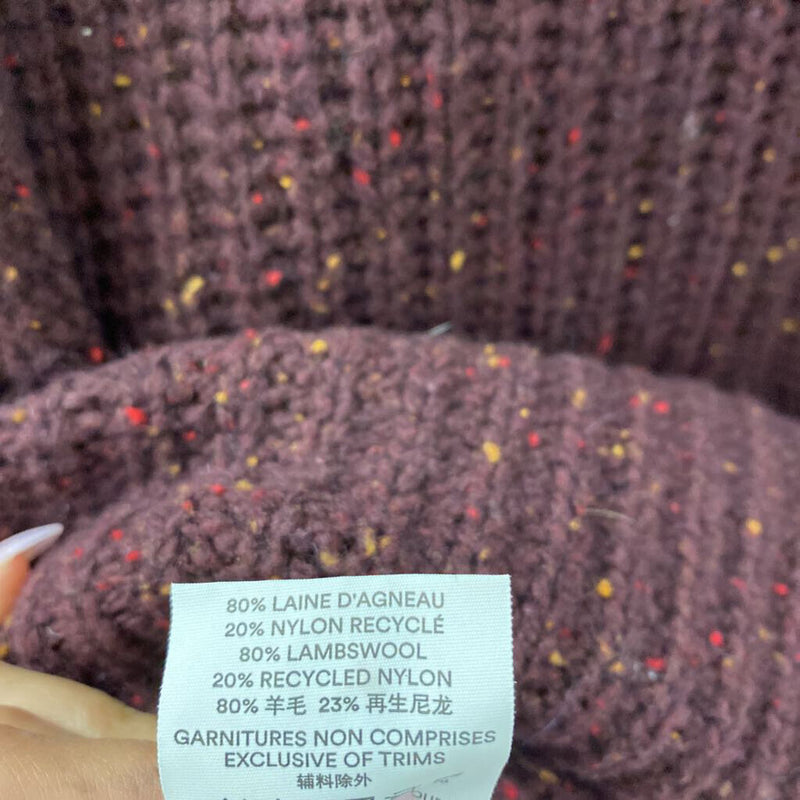 80% LAINE D'AGNEAU
20% NYLON RECYCLÉ
80% LAMBSWOOL
20% RECYCLED NYLON
80% 羊毛 23% 再生尼龙
GARNITURES NON COMPRISES
EXCLUSIVE OF TRIMS
辅料除外